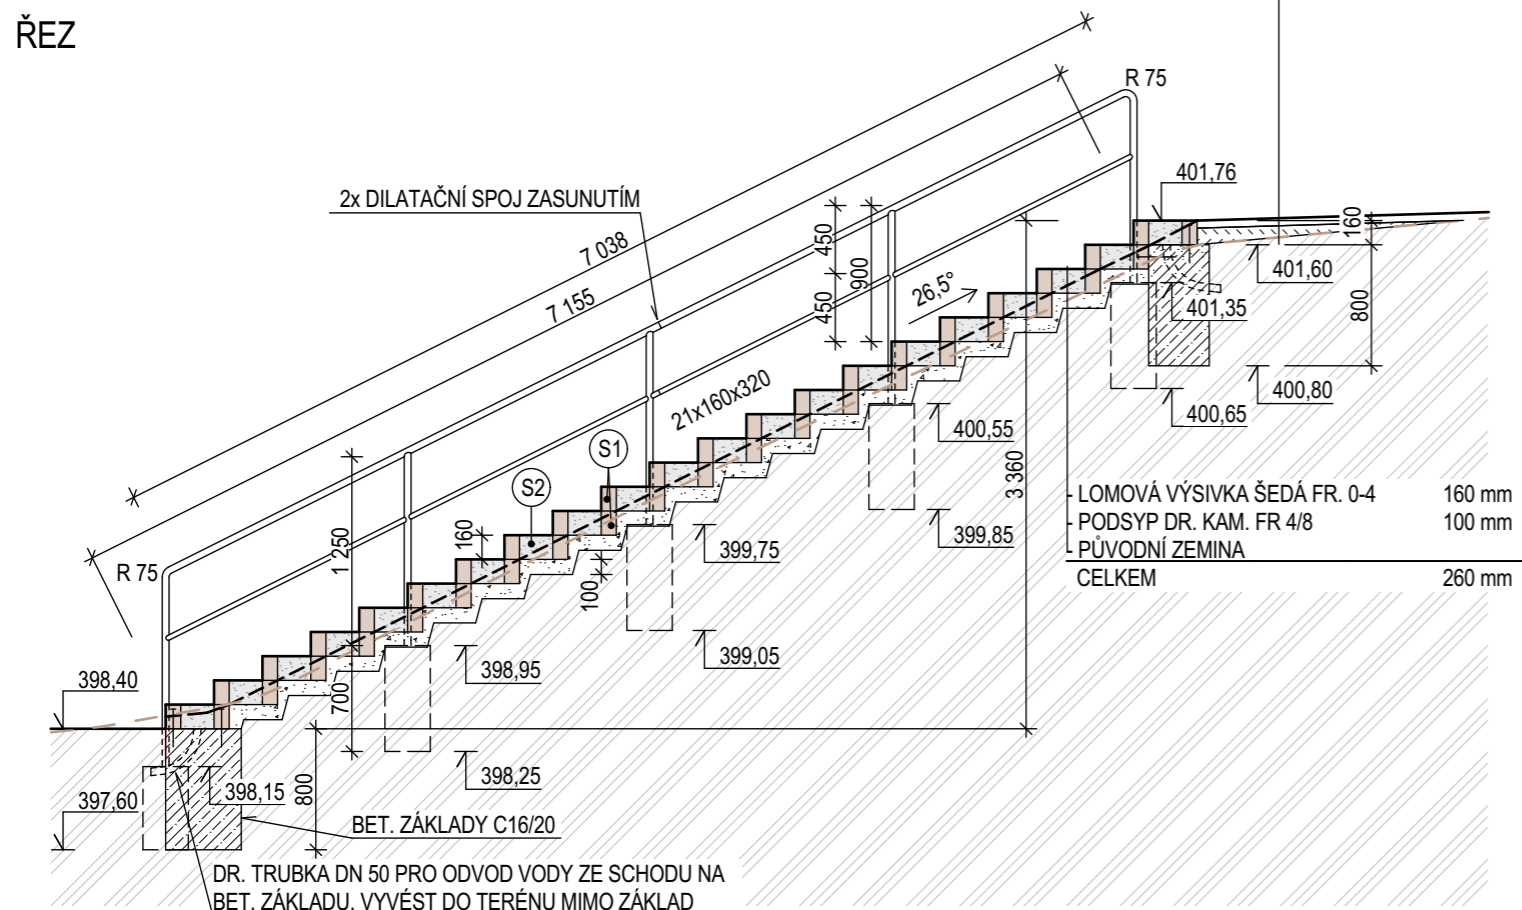 ŘEZ
R 75
7 038
7 155
2x DILATAČNÍ SPOJ ZASUNUTÍM
450
450
900
26,5°
401,76
160
401,60
401,35
800
400,80
400,65
21x160x320
S1
S2
3 360
400,55
399,85
LOMOVÁ VÝSIVKA ŠEDÁ FR. 0-4 160 mm
PODSYP DR. KAM. FR 4/8 100 mm
PŮVODNÍ ZEMINA
CELKEM 260 mm
1 250
160
100
399,75
399,05
R 75
700
398,95
398,25
398,40
397,60
398,15
800
BET. ZÁKLADY C16/20
DR. TRUBKA DN 50 PRO ODVOD VODY ZE SCHODU NA
BET. ZÁKLADU, VYVÉST DO TERÉNU MIMO ZÁKLAD